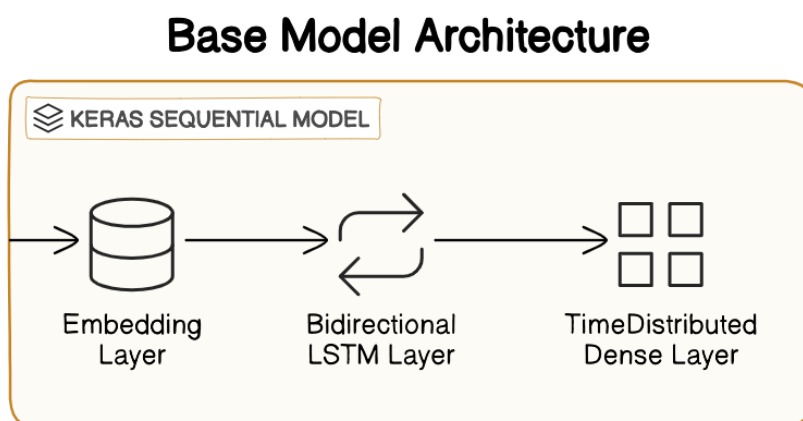 Base Model Architecture
KERAS SEQUENTIAL MODEL
Embedding
Layer
Bidirectional
LSTM Layer
TimeDistributed
Dense Layer